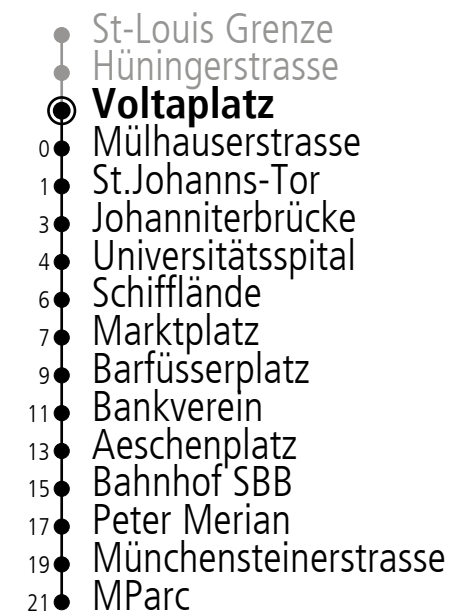 St-Louis Grenze
Hüningerstrasse
Voltaplatz
0 Mülhauserstrasse
1 St.Johanns-Tor
3 Johanniterbrücke
4 Universitätsspital
6 Schifflände
7 Marktplatz
9 Barfüsserplatz
11 Bankverein
13 Aeschenplatz
15 Bahnhof SBB
17 Peter Merian
19 Münchensteinerstrasse
21 MParc